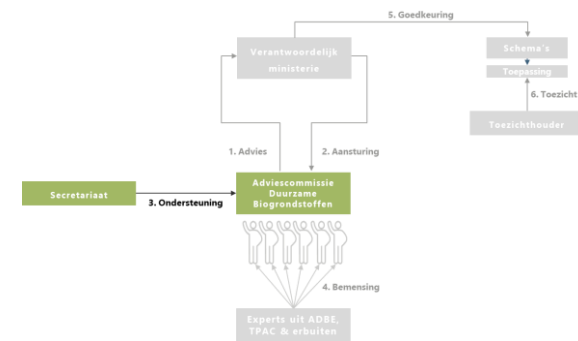 5. Goedkeuring
Verantwoordelijk
ministerie
Schema's
Toepassing
6. Toezicht
Toezichthouder
1. Advies
2. Aansturing
Secretariaat
3. Ondersteuning
Adviescommissie
Duurzame
Biogrondstoffen
4. Bemensing
Experts uit ADBE,
TPAC & erbuiten